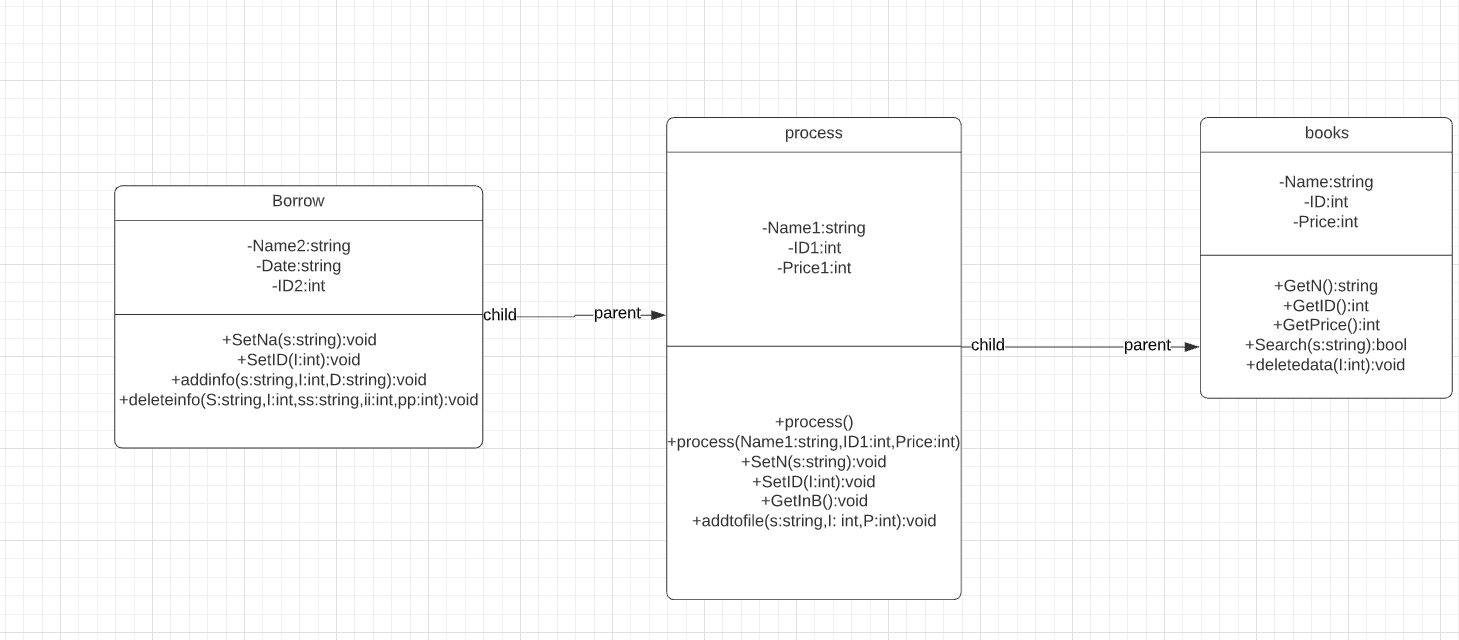 Borrow
-Name2:string
-Date:string
-ID2:int
+SetNa(s:string):void
+SetID(I:int):void
+addinfo(s:string,I:int,D:string):void
+deleteinfo(S:string,I:int,ss:string,ii:int,pp:int):void
child
parent
process
-Name1:string
-ID1:int
-Price1:int
+process()
+process(Name1:string,ID1:int,Price:int)
+SetN(s:string):void
+SetID(I:int):void
+GetInB():void
+addtofile(s:string,I: int,P:int):void
child
parent
books
-Name:string
-ID:int
-Price:int
+GetN():string
+GetID():int
+GetPrice():int
+Search(s:string):bool
+deletedata(I:int):void